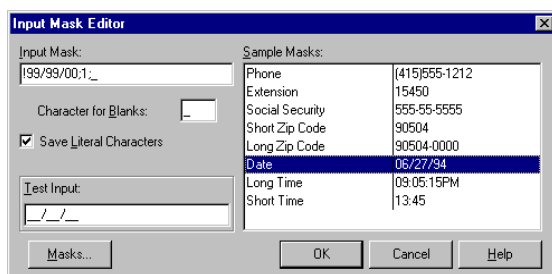 Input Mask Editor
Input Mask:
!99/99/00;1;_
Character for Blanks: _
Save Literal Characters
Test Input:
__/__/__
Masks...
Sample Masks:
Phone (415)555-1212
Extension 15450
Social Security 555-55-5555
Short Zip Code 90504
Long Zip Code 90504-0000
Date 06/27/94
Long Time 09:05:15PM
Short Time 13:45
OK Cancel Help